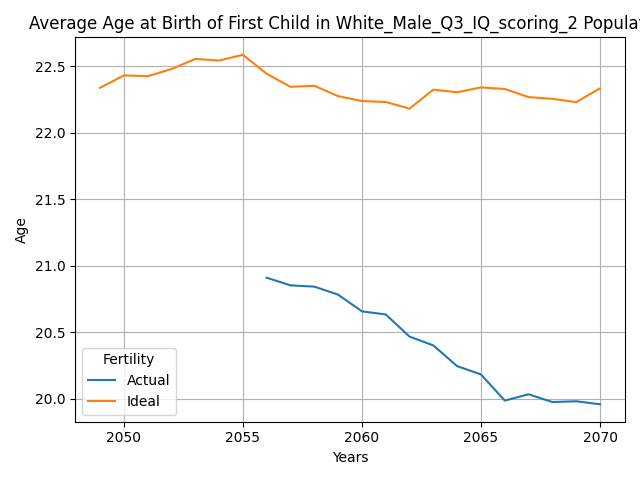 Average Age at Birth of First Child in White_Male_Q3_IQ_scoring_2 Populat
22.5
22.0
21.5
21.0
20.5
20.0
Age
Fertility
Actual
Ideal
2050 2055 2060 2065 2070
Years